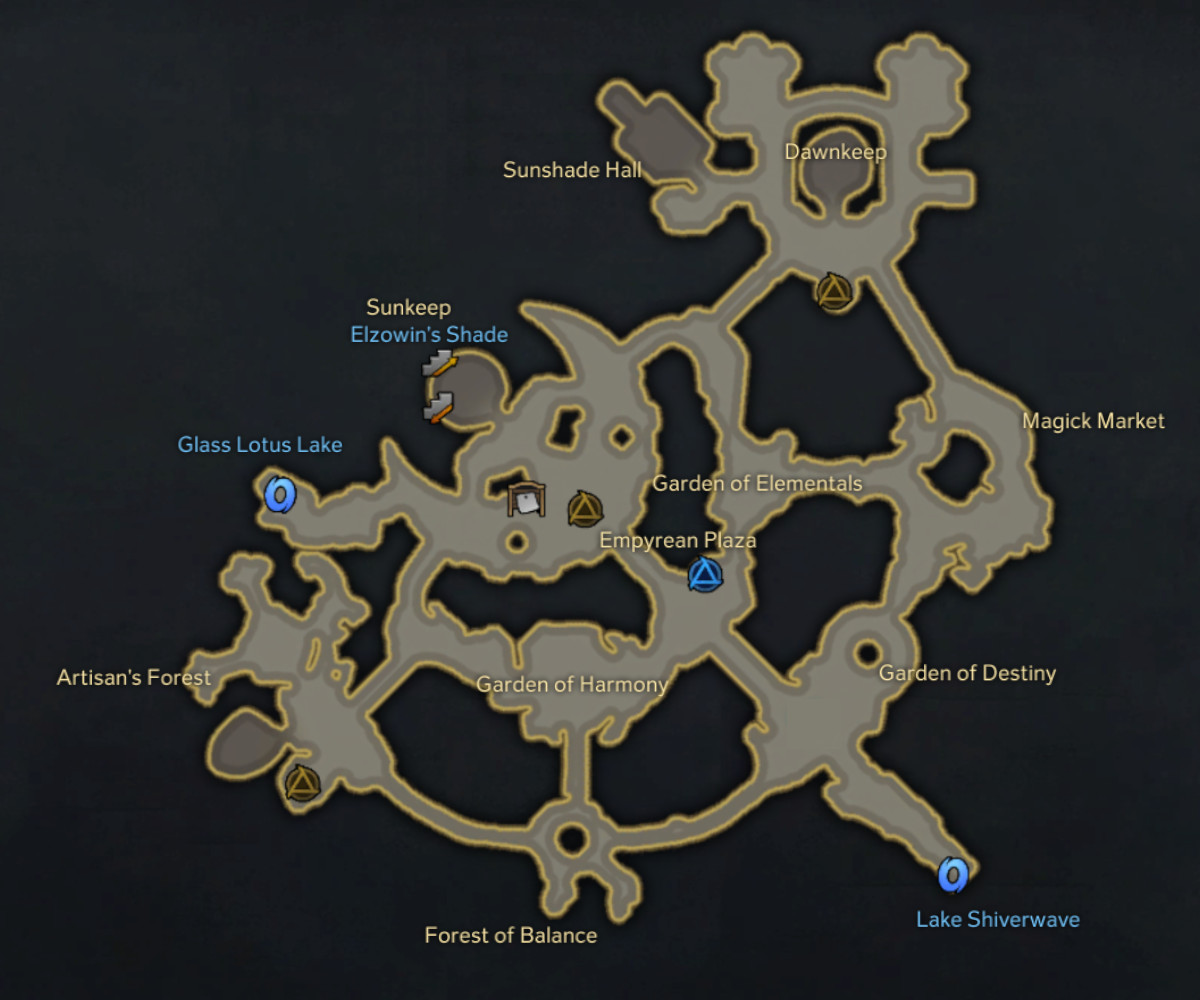 Dawnkeep
Sunshade Hall
Sunkeep
Elzowin's Shade
Magick Market
Glass Lotus Lake
Garden of Elementals
Empyrean Plaza
Artisan's Forest
Garden of Harmony
Garden of Destiny
Lake Shiverwave
Forest of Balance